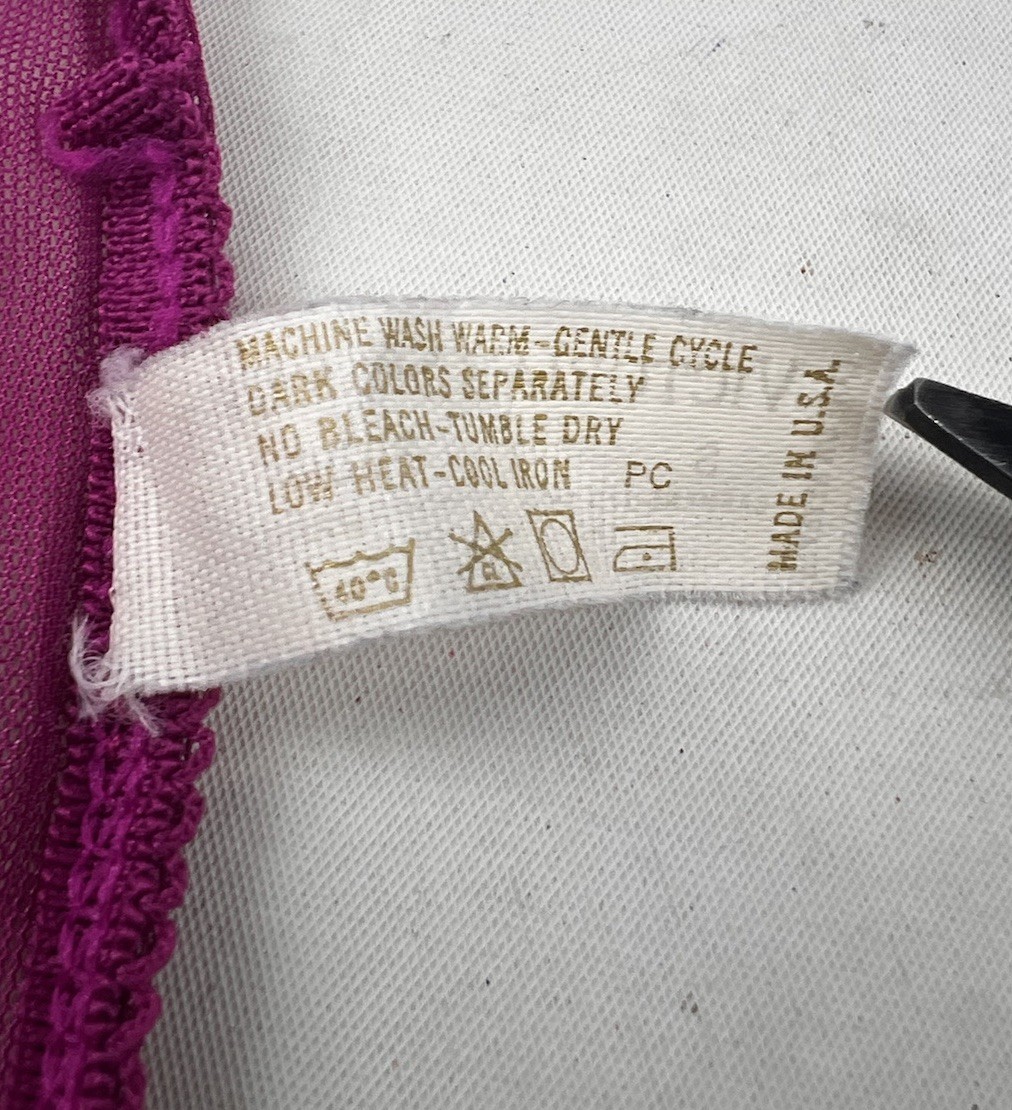 MACHINE WASH WARM-GENTLE CYCLE
DARK COLORS SEPARATELY
NO BLEACH-TUMBLE DRY
LOW HEAT-COOL IRON PC
40°C
MADE IN U.S.A.